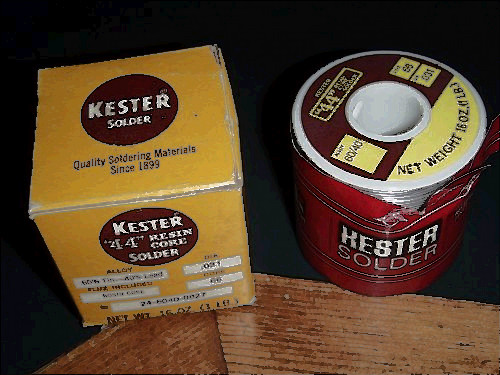 KESTER
SOLDER
Quality Soldering Materials
Since 1899
KESTER
"44" RESIN
CORE
SOLDER
ALLOY
60% Tin-40% Lead
FLUX INCLUDED
DIA
.031
66
24-6040-0027
NET WT 16 OZ (1 LB)
KESTER
"44"
66
.031
60/40
NET WEIGHT 16 OZ. (1 LB.)
KESTER
SOLDER